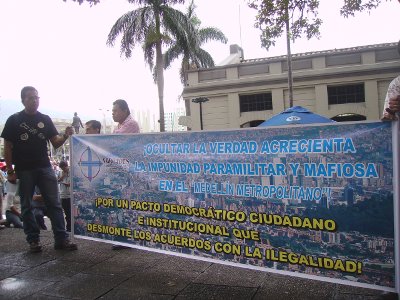 ¡OCULTAR LA VERDAD ACRECIENTA
LA IMPUNIDAD PARAMILITAR Y MAFIOSA
EN EL "MEDELLIN METROPOLITANO"!
¡POR UN PACTO DEMOCRÁTICO CIUDADANO
E INSTITUCIONAL QUE
DESMONTE LOS ACUERDOS CON LA ILEGALIDAD!